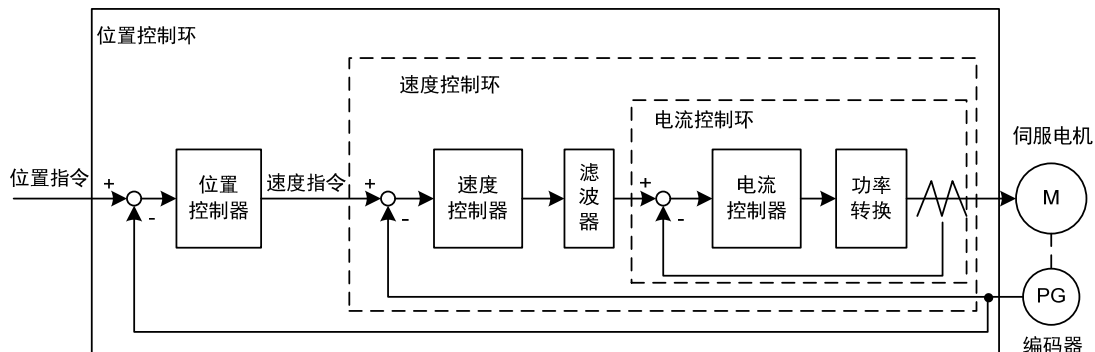 位置控制环
速度控制环
电流控制环
伺服电机
位置指令
+
-
位置
控制器
速度指令
+
-
速度
控制器
滤
波
器
+
-
电流
控制器
功率
转换
M
PG
编码器